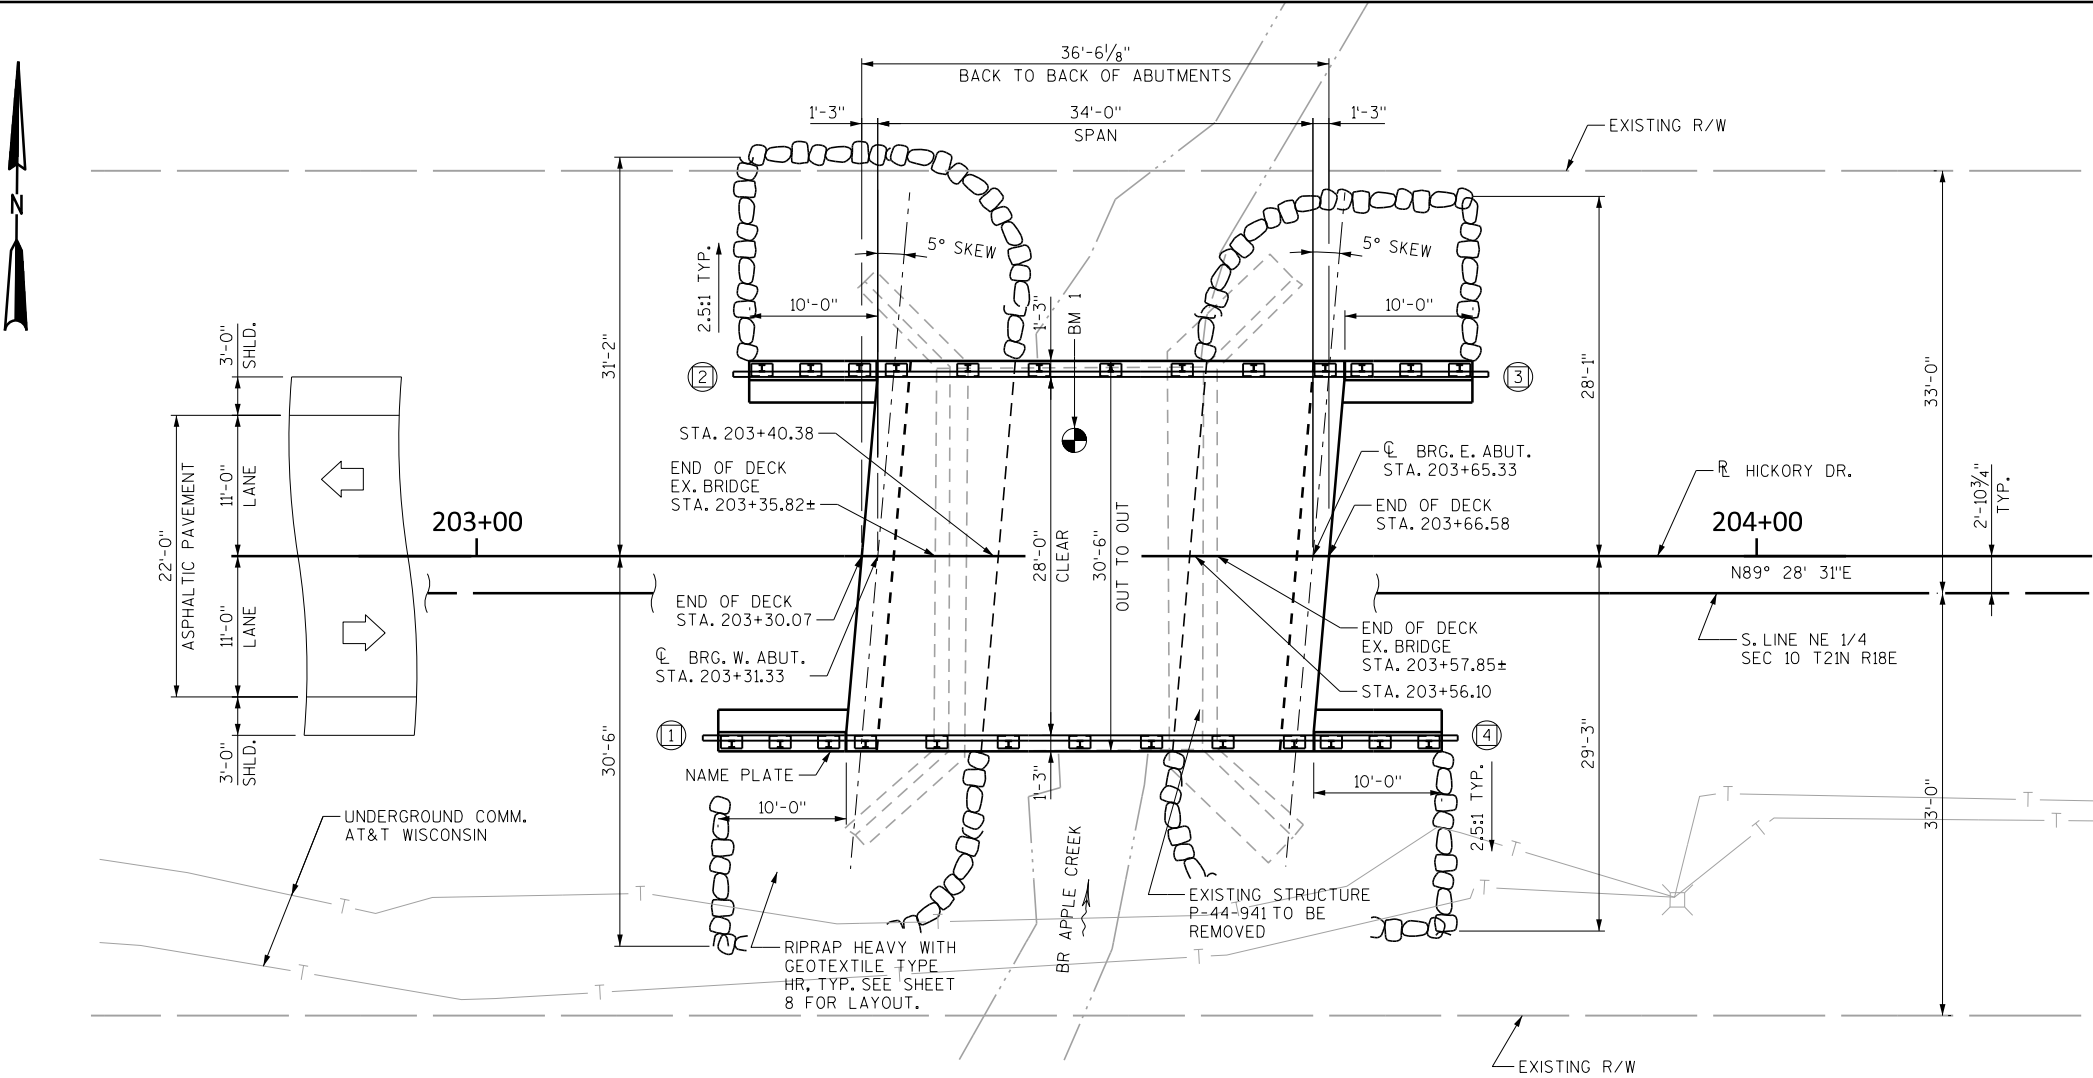 36'-6⅛"
BACK TO BACK OF ABUTMENTS
1'-3"
34'-0"
SPAN
1'-3"
EXISTING R/W
N
5° SKEW
5° SKEW
2.5:1 TYP.
10'-0"
1'-3"
BM 1
10'-0"
3'-0"
SHLD.
31'-2"
28'-1"
33'-0"
2
3
STA. 203+40.38
END OF DECK
EX. BRIDGE
STA. 203+35.82±
℄ BRG. E. ABUT.
STA. 203+65.33
END OF DECK
STA. 203+66.58
R/L HICKORY DR.
2'-10¾"
TYP.
11'-0"
LANE
22'-0"
ASPHALTIC PAVEMENT
203+00
204+00
28'-0"
CLEAR
30'-6"
OUT TO OUT
N89° 28' 31"E
END OF DECK
STA. 203+30.07
℄ BRG. W. ABUT.
STA. 203+31.33
END OF DECK
EX. BRIDGE
STA. 203+57.85±
STA. 203+56.10
S. LINE NE 1/4
SEC 10 T21N R18E
11'-0"
LANE
3'-0"
SHLD.
30'-6"
1
4
NAME PLATE
10'-0"
1'-3"
10'-0"
2.5:1 TYP.
29'-3"
33'-0"
UNDERGROUND COMM.
AT&T WISCONSIN
T
T
T
T
T
T
T
T
T
T
T
T
T
T
BR APPLE CREEK
EXISTING STRUCTURE
P-44-941 TO BE
REMOVED
RIPRAP HEAVY WITH
GEOTEXTILE TYPE
HR, TYP. SEE SHEET
8 FOR LAYOUT.
EXISTING R/W